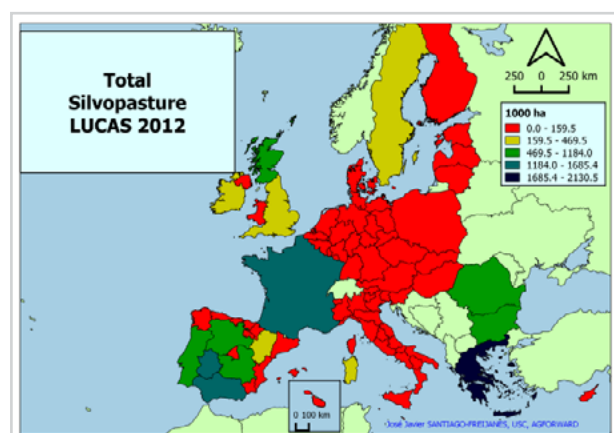 Total
Silvopasture
LUCAS 2012
250 0 250 km
1000 ha
0.0 - 159.5
159.5 - 469.5
469.5 - 1184.0
1184.0 - 1685.4
1685.4 - 2130.5
0 100 km
José Javier SANTIAGO-FREIJANÉS, USC, AGFORWARD